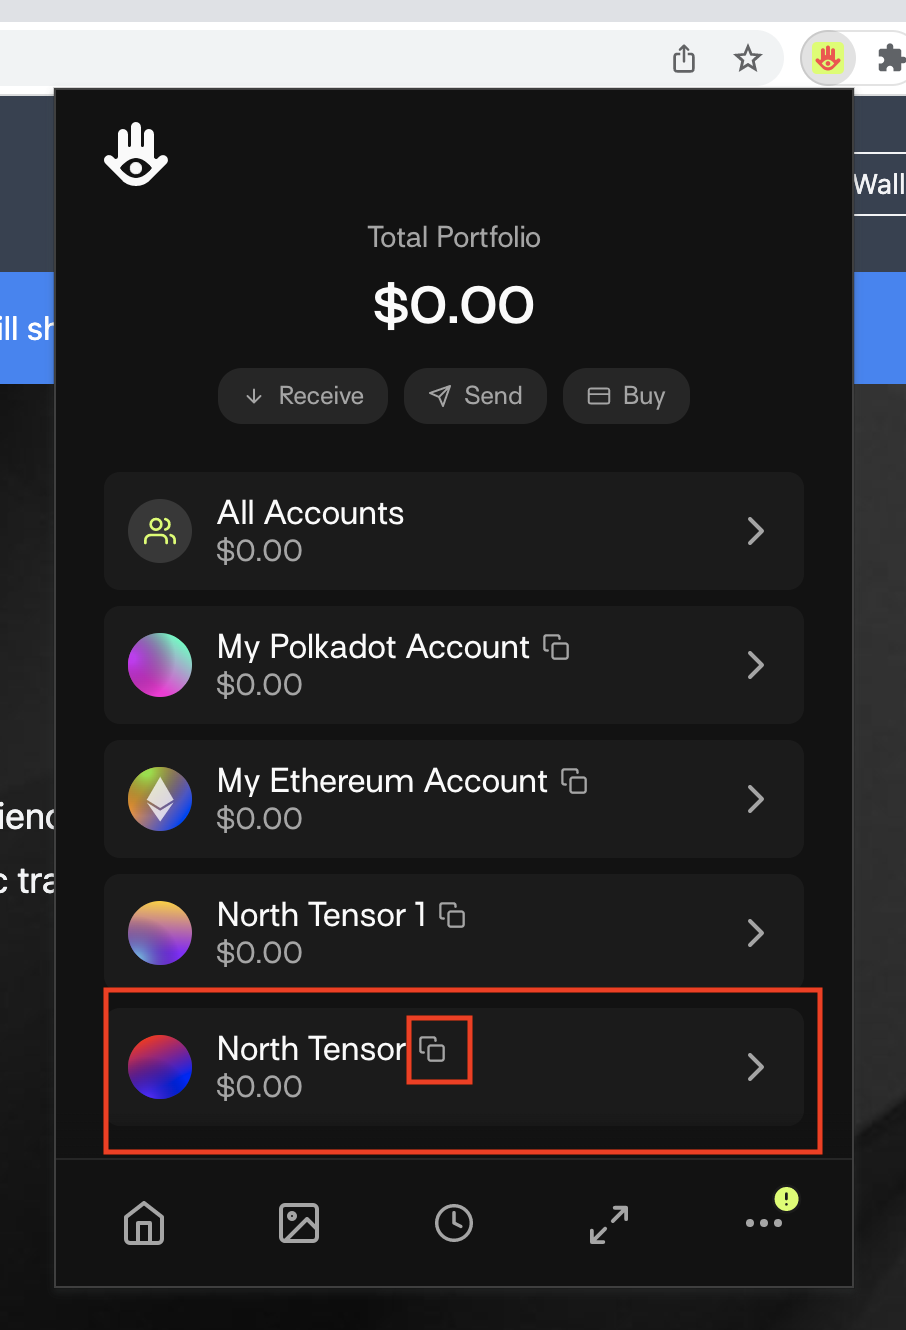 Wall
Total Portfolio
$0.00
ill sh
Receive
Send
Buy
All Accounts
$0.00
My Polkadot Account
$0.00
My Ethereum Account
$0.00
ienc
c tra
North Tensor 1
$0.00
North Tensor
$0.00